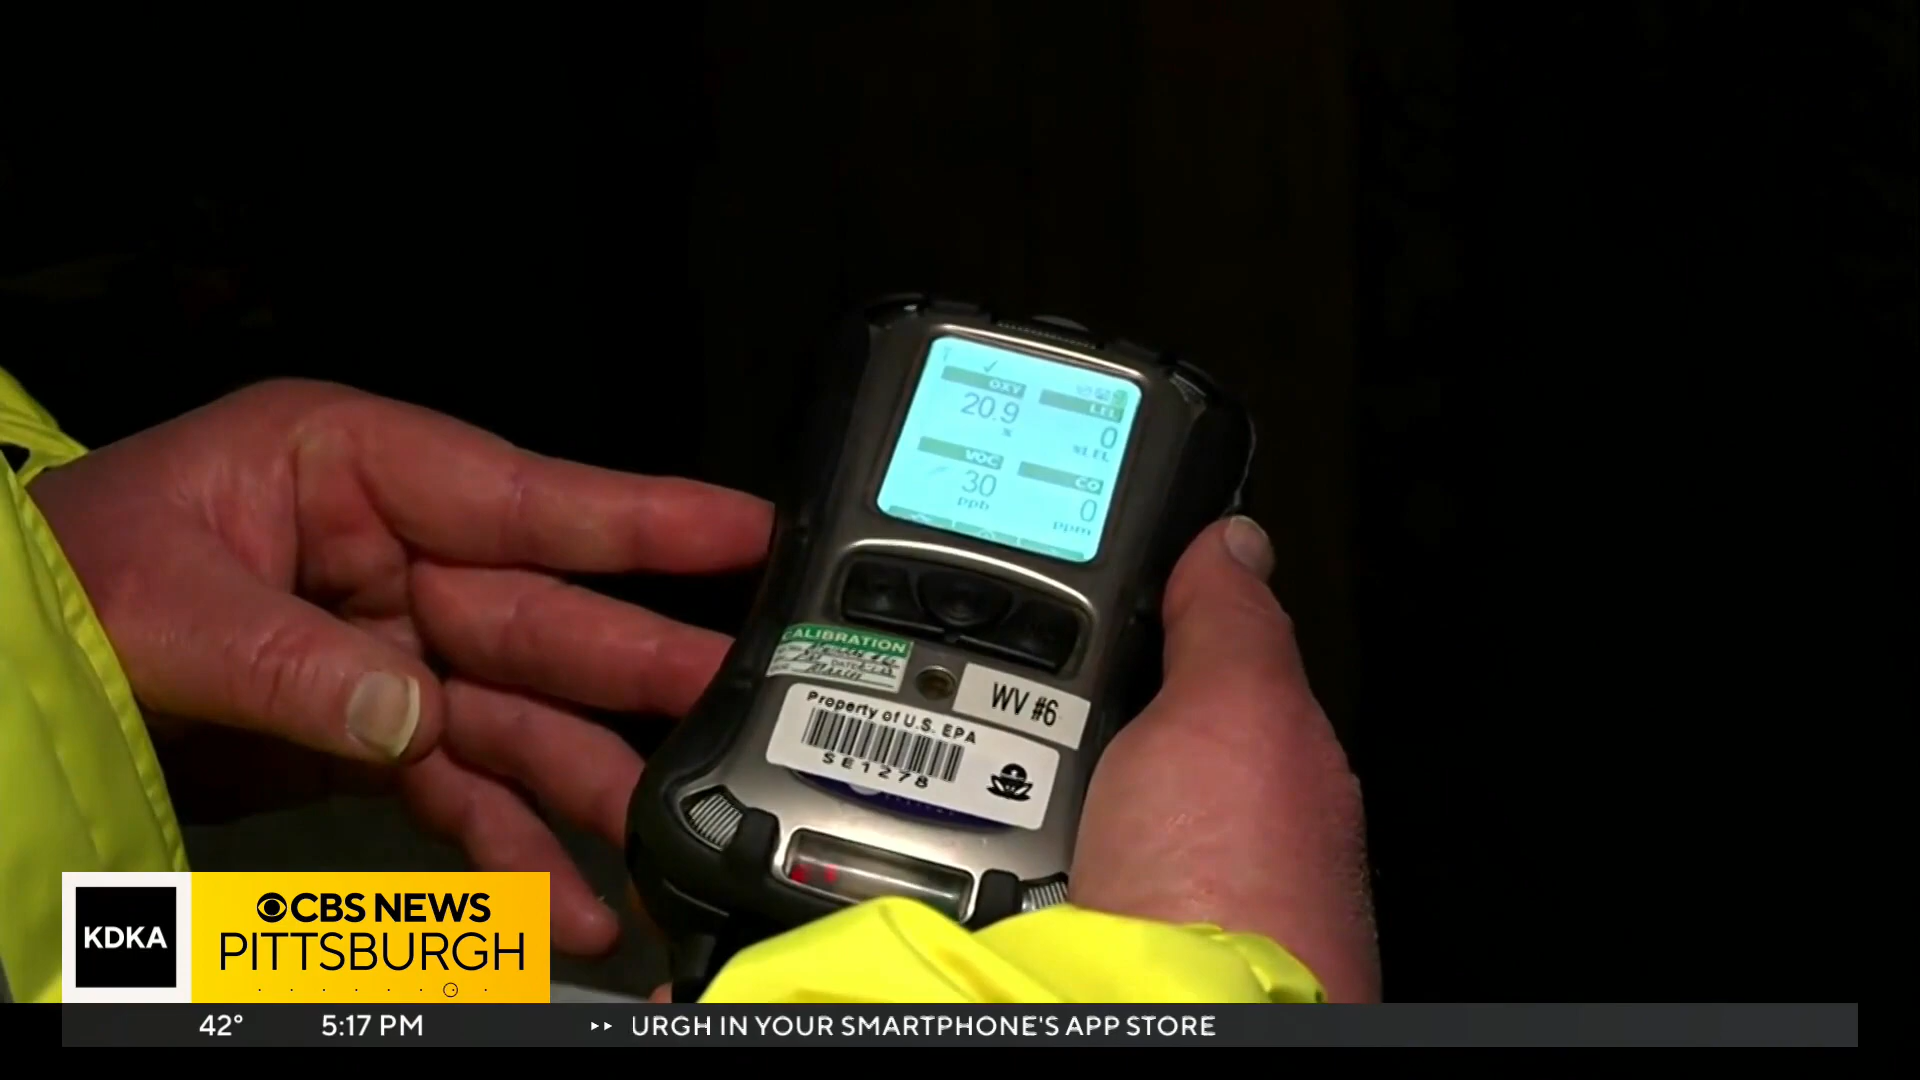 OXY
20.9
%
LEL
0
%LEL
VOC
30
ppb
CO
0
ppm
CALIBRATION
DATE
WV #6
Property of U.S. EPA
SE1278
KDKA
CBS NEWS
PITTSBURGH
42° 5:17 PM URGH IN YOUR SMARTPHONE'S APP STORE